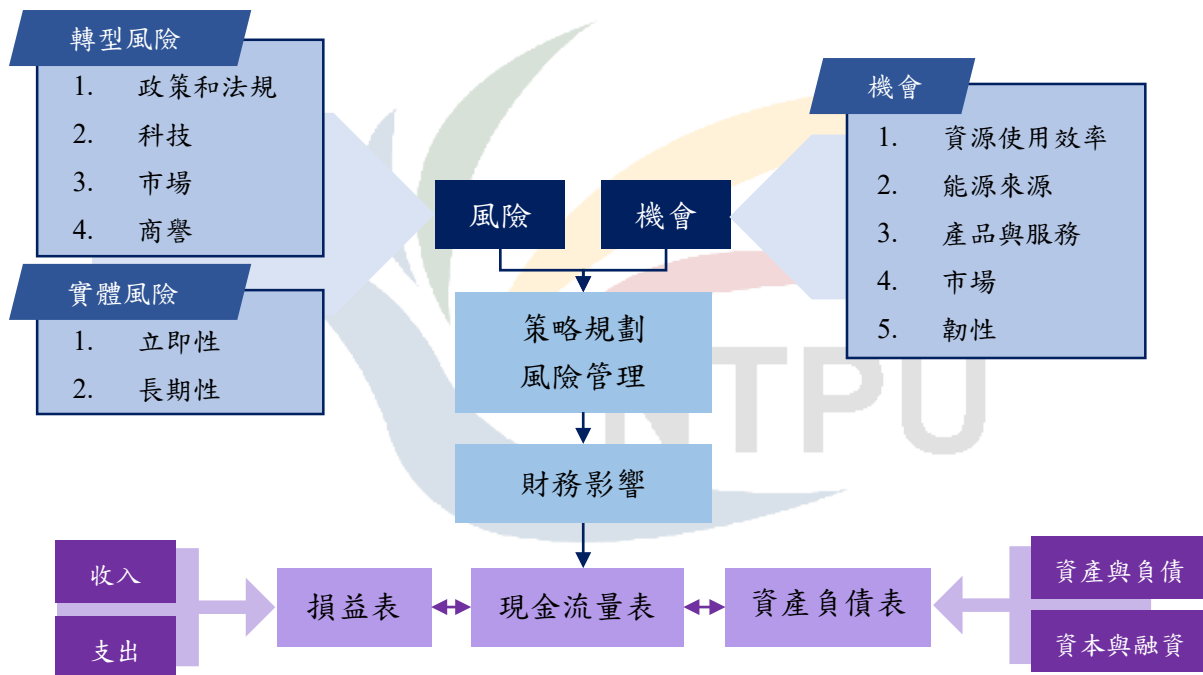 轉型風險
1. 政策和法規
2. 科技
3. 市場
4. 商譽
實體風險
1. 立即性
2. 長期性
機會
1. 資源使用效率
2. 能源來源
3. 產品與服務
4. 市場
5. 韌性
風險
機會
策略規劃
風險管理
NTPU
財務影響
收入
支出
損益表
現金流量表
資產負債表
資產與負債
資本與融資